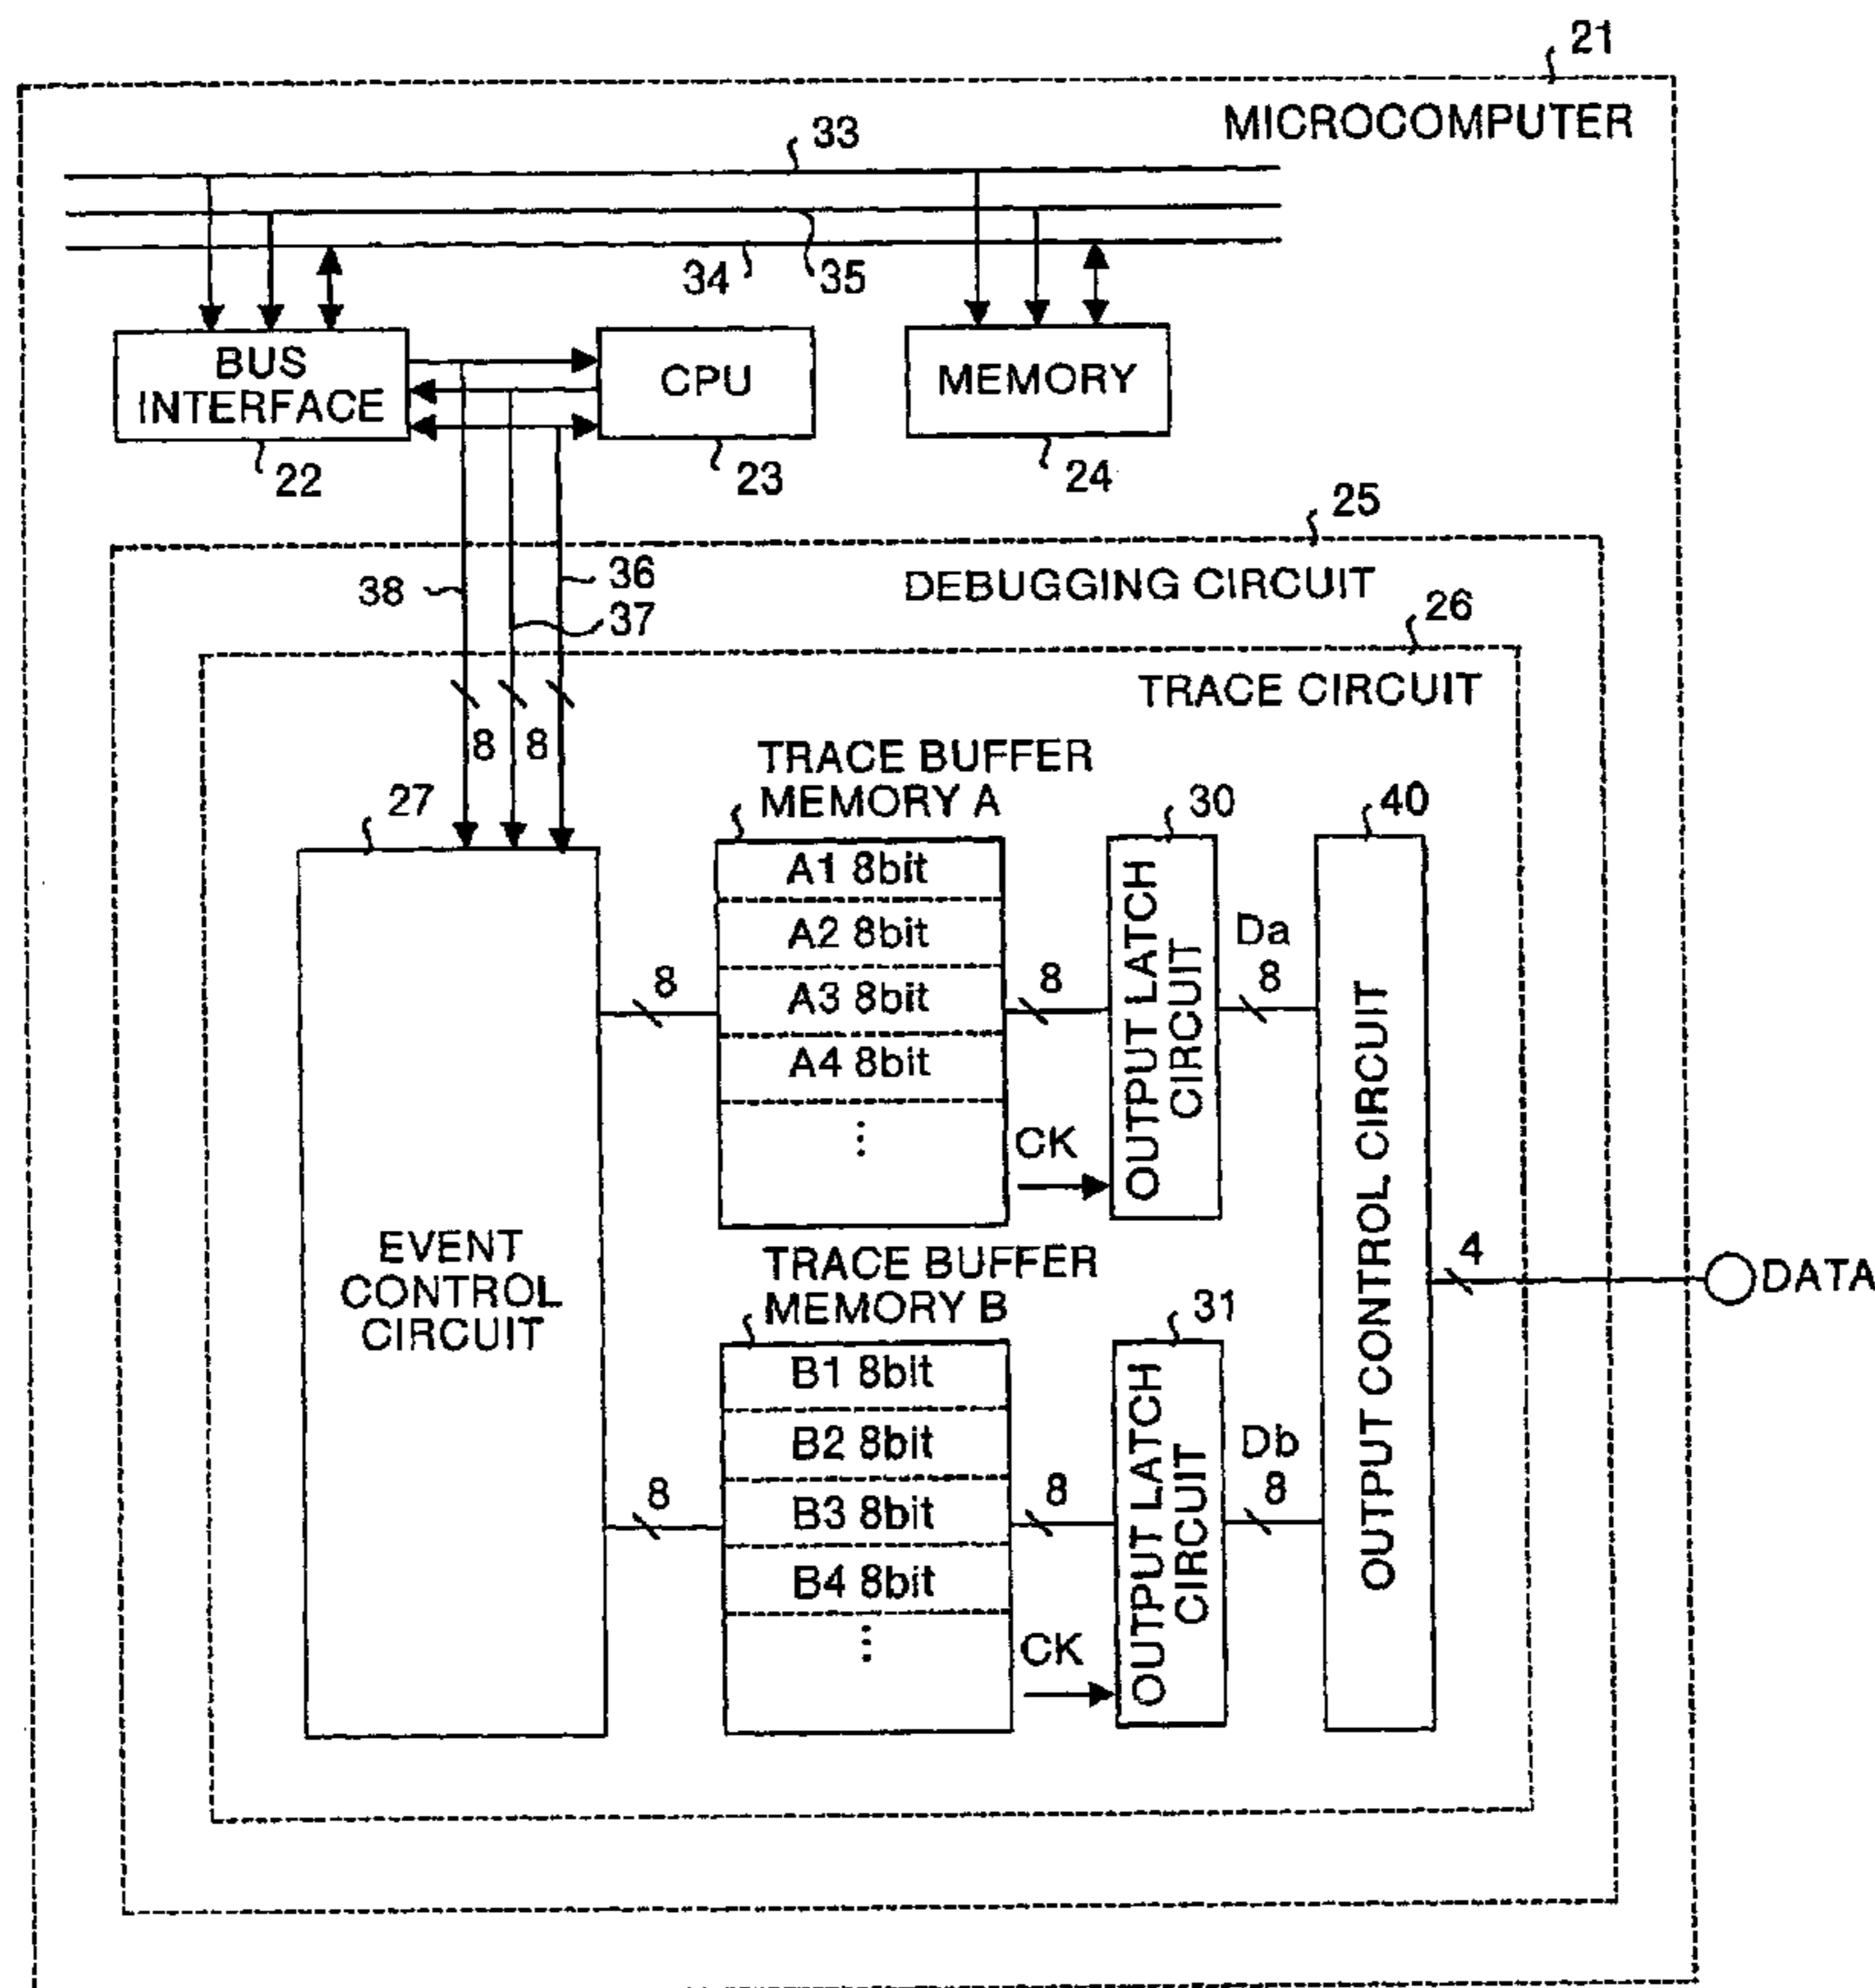 21
MICROCOMPUTER
33
34
35
BUS
INTERFACE
CPU
MEMORY
22
23
24
25
DEBUGGING CIRCUIT
38
36
37
26
TRACE CIRCUIT
8
8
27
TRACE BUFFER
MEMORY A
30
40
A1 8bit
A2 8bit
A3 8bit
A4 8bit
⋮
8
8
CK
OUTPUT LATCH
CIRCUIT
Da
8
OUTPUT CONTROL CIRCUIT
EVENT
CONTROL
CIRCUIT
4
DATA
TRACE BUFFER
MEMORY B
31
B1 8bit
B2 8bit
B3 8bit
B4 8bit
⋮
8
8
CK
OUTPUT LATCH
CIRCUIT
Db
8